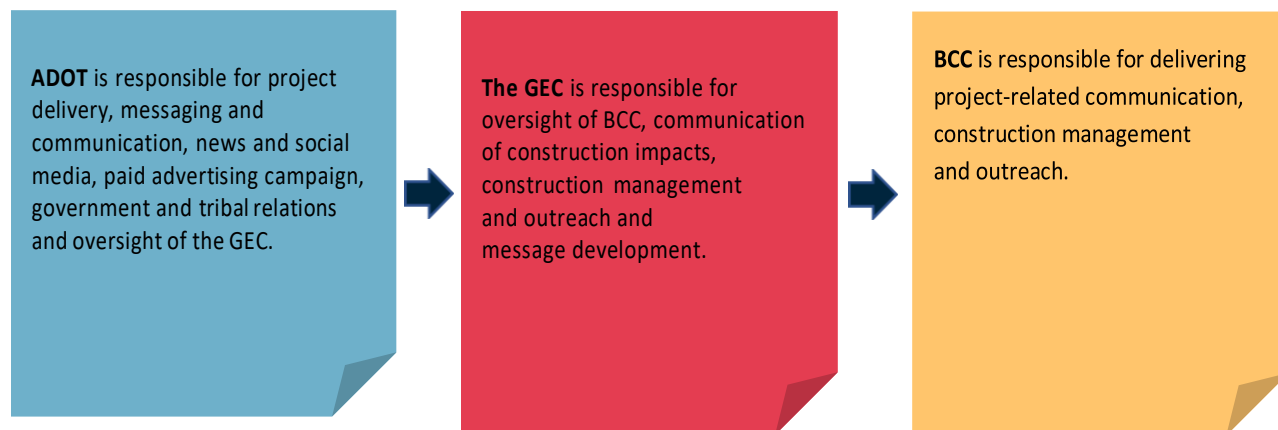 ADOT is responsible for project
delivery, messaging and
communication, news and social
media, paid advertising campaign,
government and tribal relations
and oversight of the GEC.
The GEC is responsible for
oversight of BCC, communication
of construction impacts,
construction management
and outreach and
message development.
BCC is responsible for delivering
project-related communication,
construction management
and outreach.